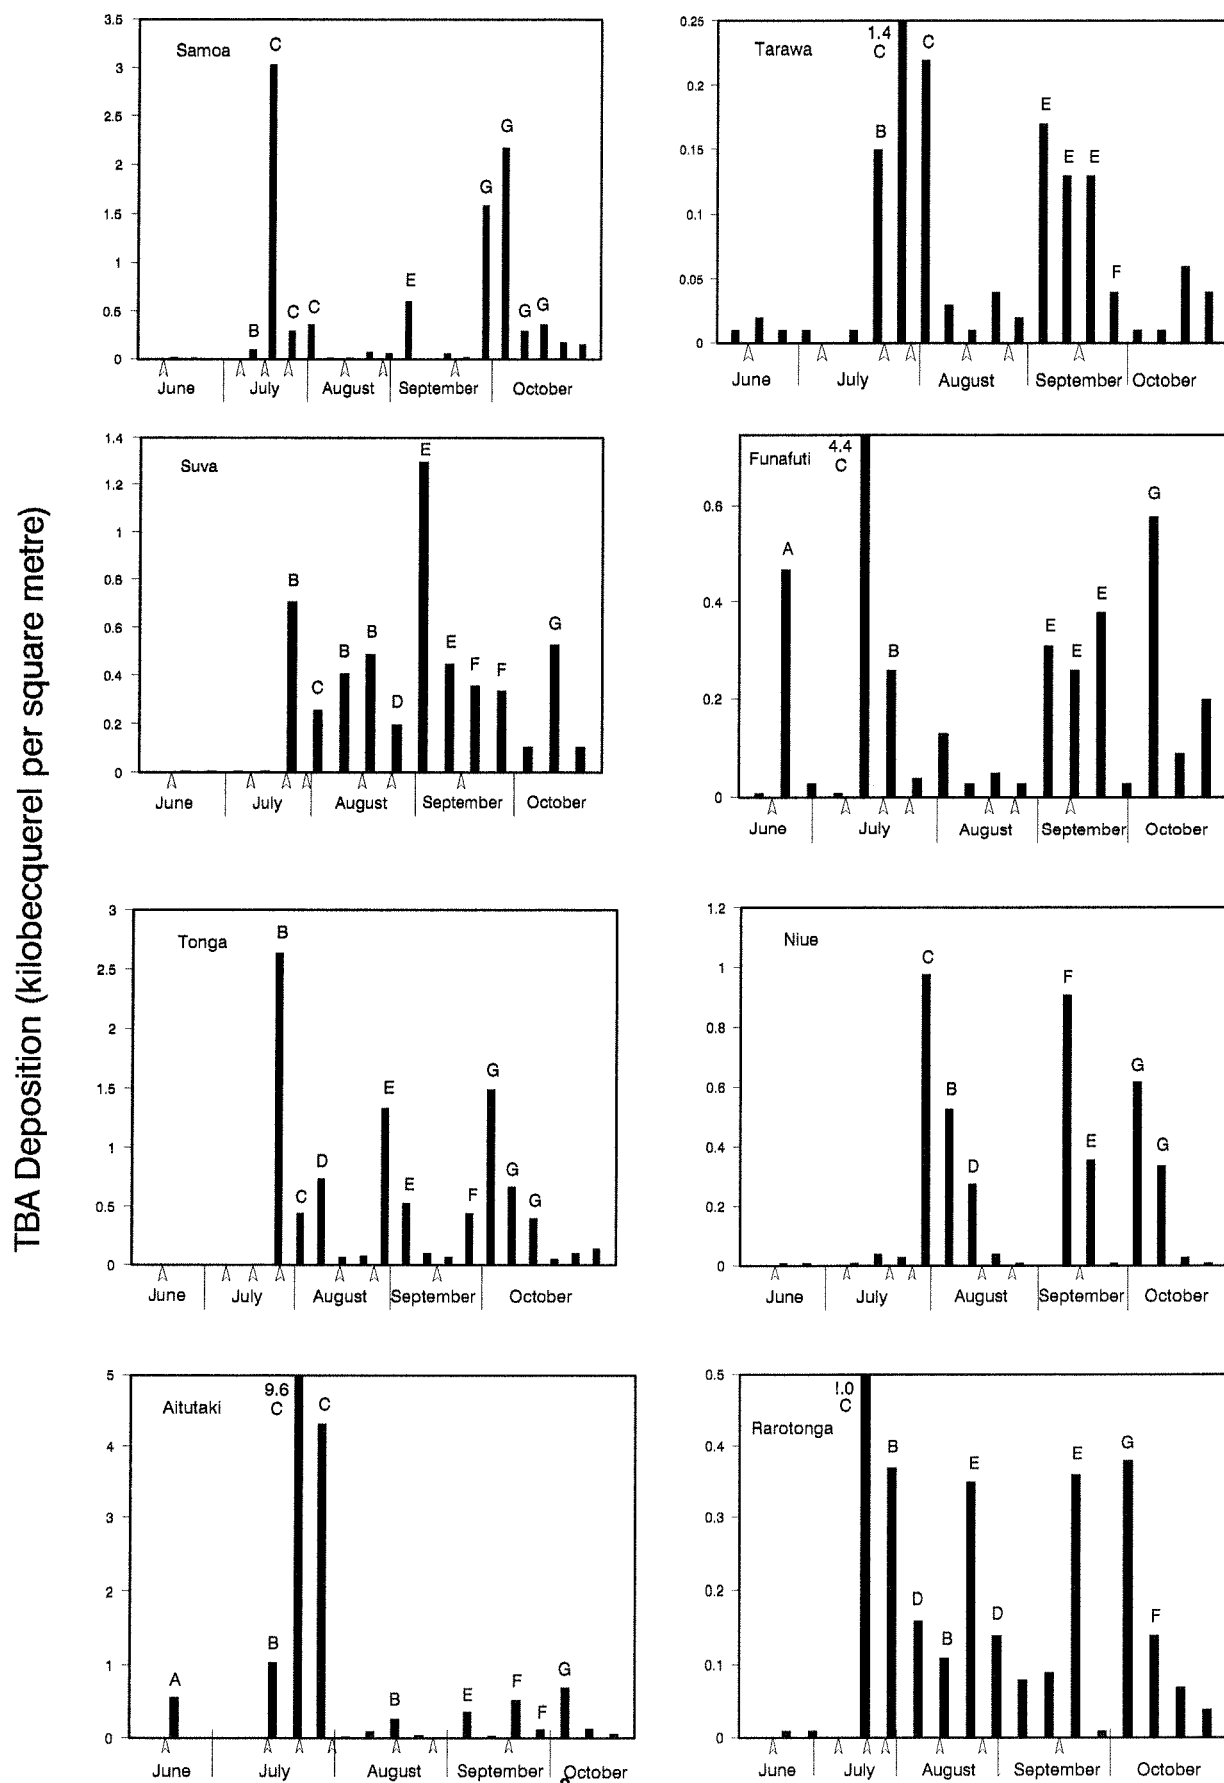 TBA Deposition (kilobecquerel per square metre)
Samoa
3.5
3
2.5
2
1.5
1
0.5
0
B
C
C
C
E
G
G
G
G
June July August September October
Tarawa
0.25
0.2
0.15
0.1
0.05
0
B
1.4
C
C
E
E
E
F
June July August September October
Suva
1.4
1.2
1
0.8
0.6
0.4
0.2
0
B
C
B
B
D
E
E
F
F
G
June July August September October
Funafuti
0.6
0.4
0.2
0
A
4.4
C
B
E
E
E
G
June July August September October
Tonga
3
2.5
2
1.5
1
0.5
0
B
C
D
E
E
F
G
G
G
June July August September October
Niue
1.2
1
0.8
0.6
0.4
0.2
0
C
B
D
F
E
G
G
June July August September October
Aitutaki
5
4
3
2
1
0
A
B
9.6
C
C
B
E
F
F
G
June July August September October
Rarotonga
0.5
0.4
0.3
0.2
0.1
0
1.0
C
B
D
B
E
D
E
G
F
June July August September October